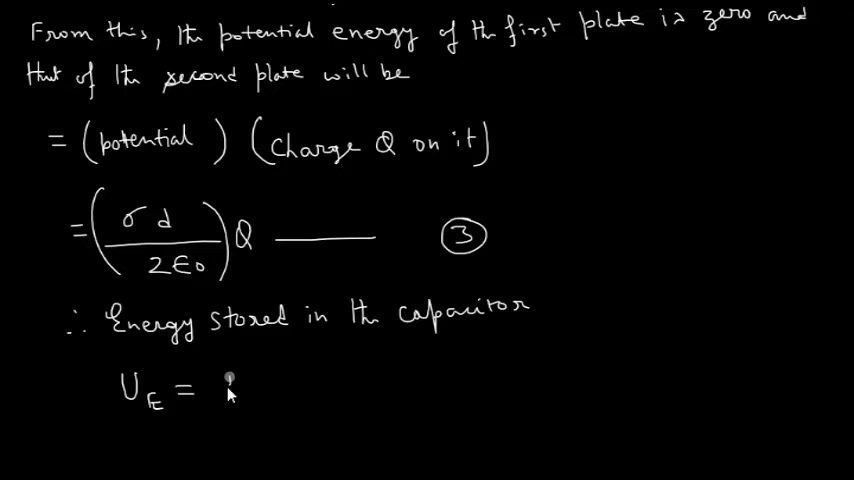 From this, the potential energy of the first plate is zero and
that of the second plate will be
= (potential) (charge Q on it)
= (σ d / 2ϵ0) Q ——— ③
∴ Energy stored in the capacitor
U_E =